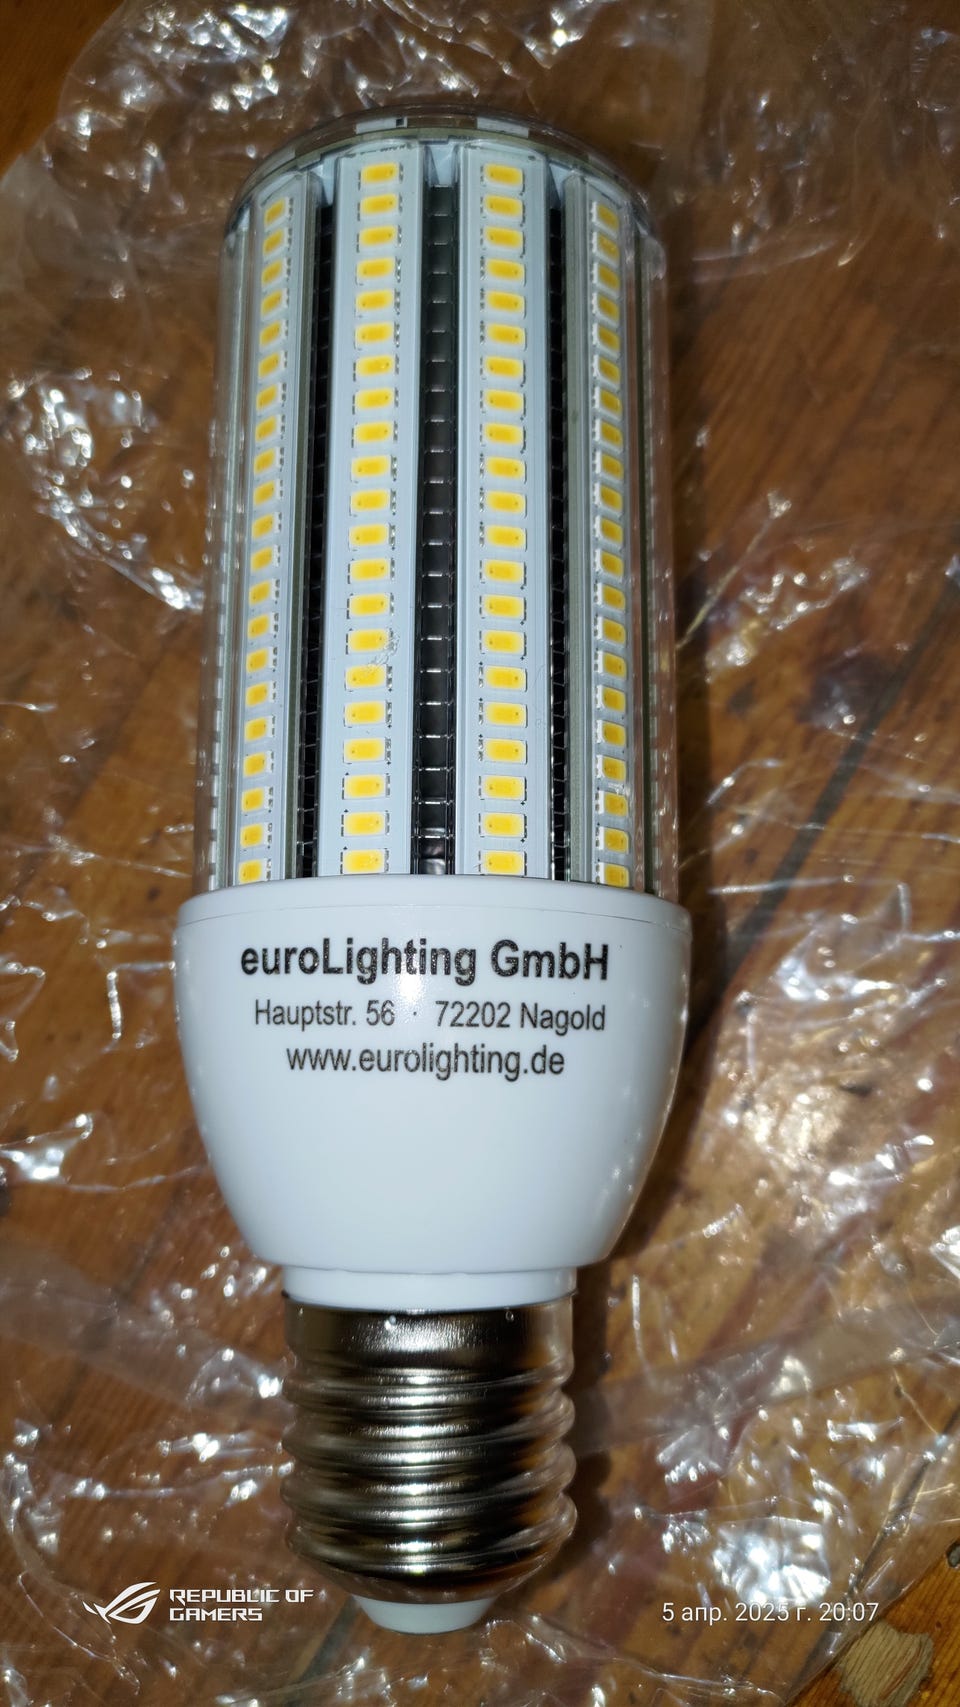 euroLighting GmbH
Hauptstr. 56 · 72202 Nagold
www.eurolighting.de
REPUBLIC OF
GAMERS
5 апр. 2025 г. 20:07